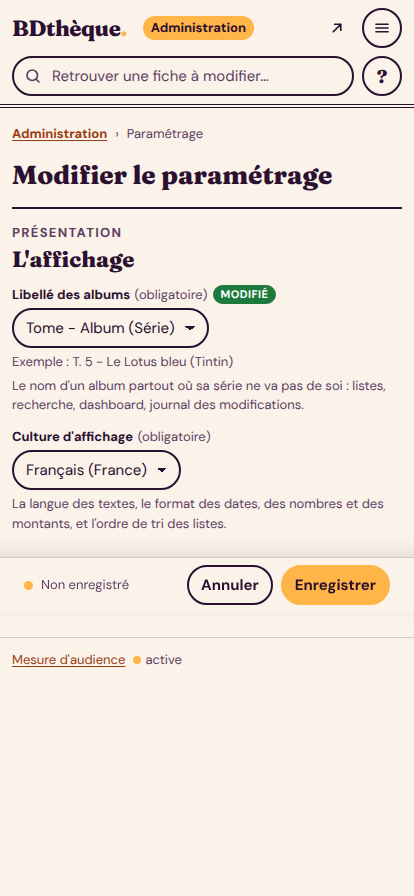 BDthèque.
Administration
Retrouver une fiche à modifier…
?
Administration › Paramétrage
Modifier le paramétrage
PRÉSENTATION
L'affichage
Libellé des albums (obligatoire) MODIFIÉ
Tome - Album (Série)
Exemple : T. 5 - Le Lotus bleu (Tintin)
Le nom d'un album partout où sa série ne va pas de soi : listes,
recherche, dashboard, journal des modifications.
Culture d'affichage (obligatoire)
Français (France)
La langue des textes, le format des dates, des nombres et des
montants, et l'ordre de tri des listes.
Non enregistré
Annuler
Enregistrer
Mesure d'audience active